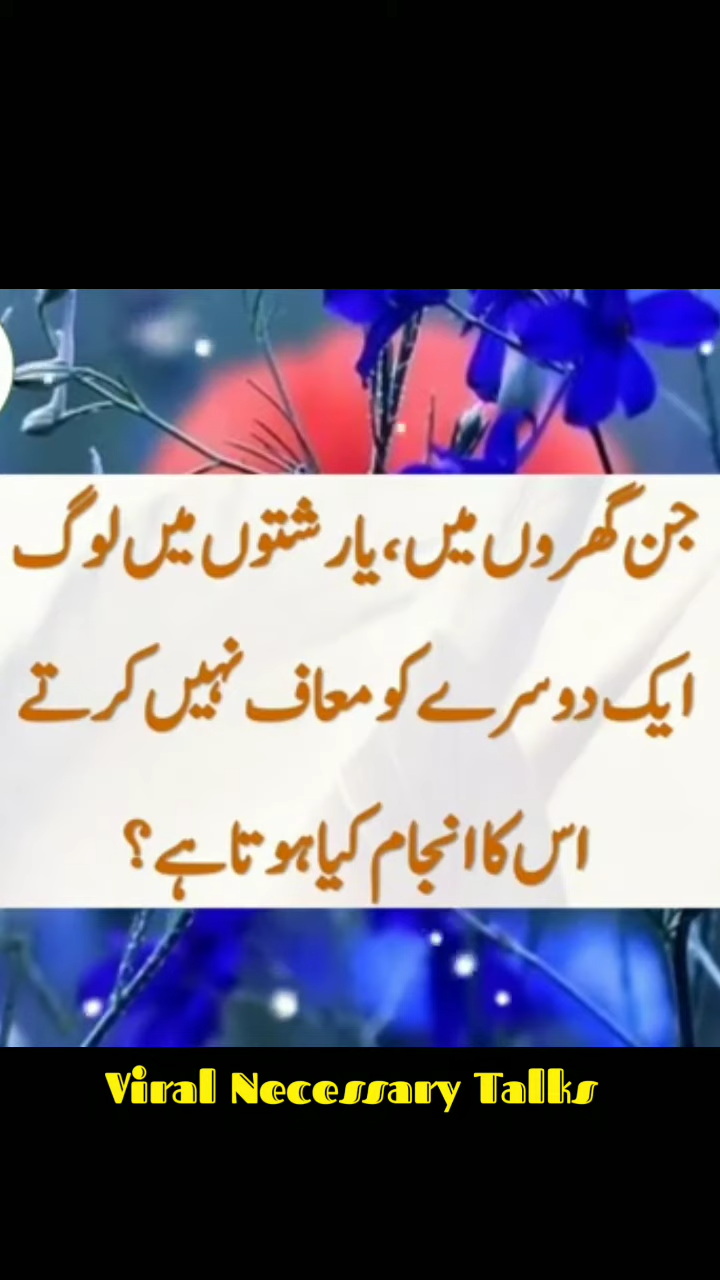 جن گھروں میں، یا رشتوں میں لوگ
ایک دوسرے کو معاف نہیں کرتے
اس کا انجام کیا ہوتا ہے؟
Viral Necessary Talks